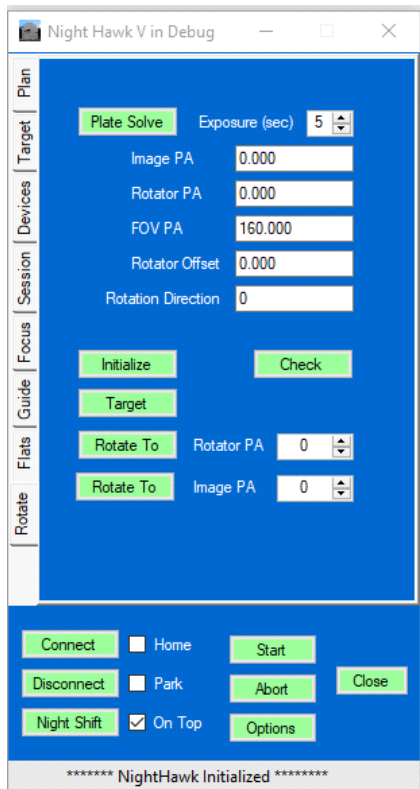 Night Hawk V in Debug
Plan
Target
Devices
Session
Focus
Guide
Flats
Rotate
Plate Solve Exposure (sec) 5
Image PA 0.000
Rotator PA 0.000
FOV PA 160.000
Rotator Offset 0.000
Rotation Direction 0
Initialize Check
Target
Rotate To Rotator PA 0
Rotate To Image PA 0
Connect Home Start
Disconnect Park Abort Close
Night Shift On Top Options
******* NightHawk Initialized ********